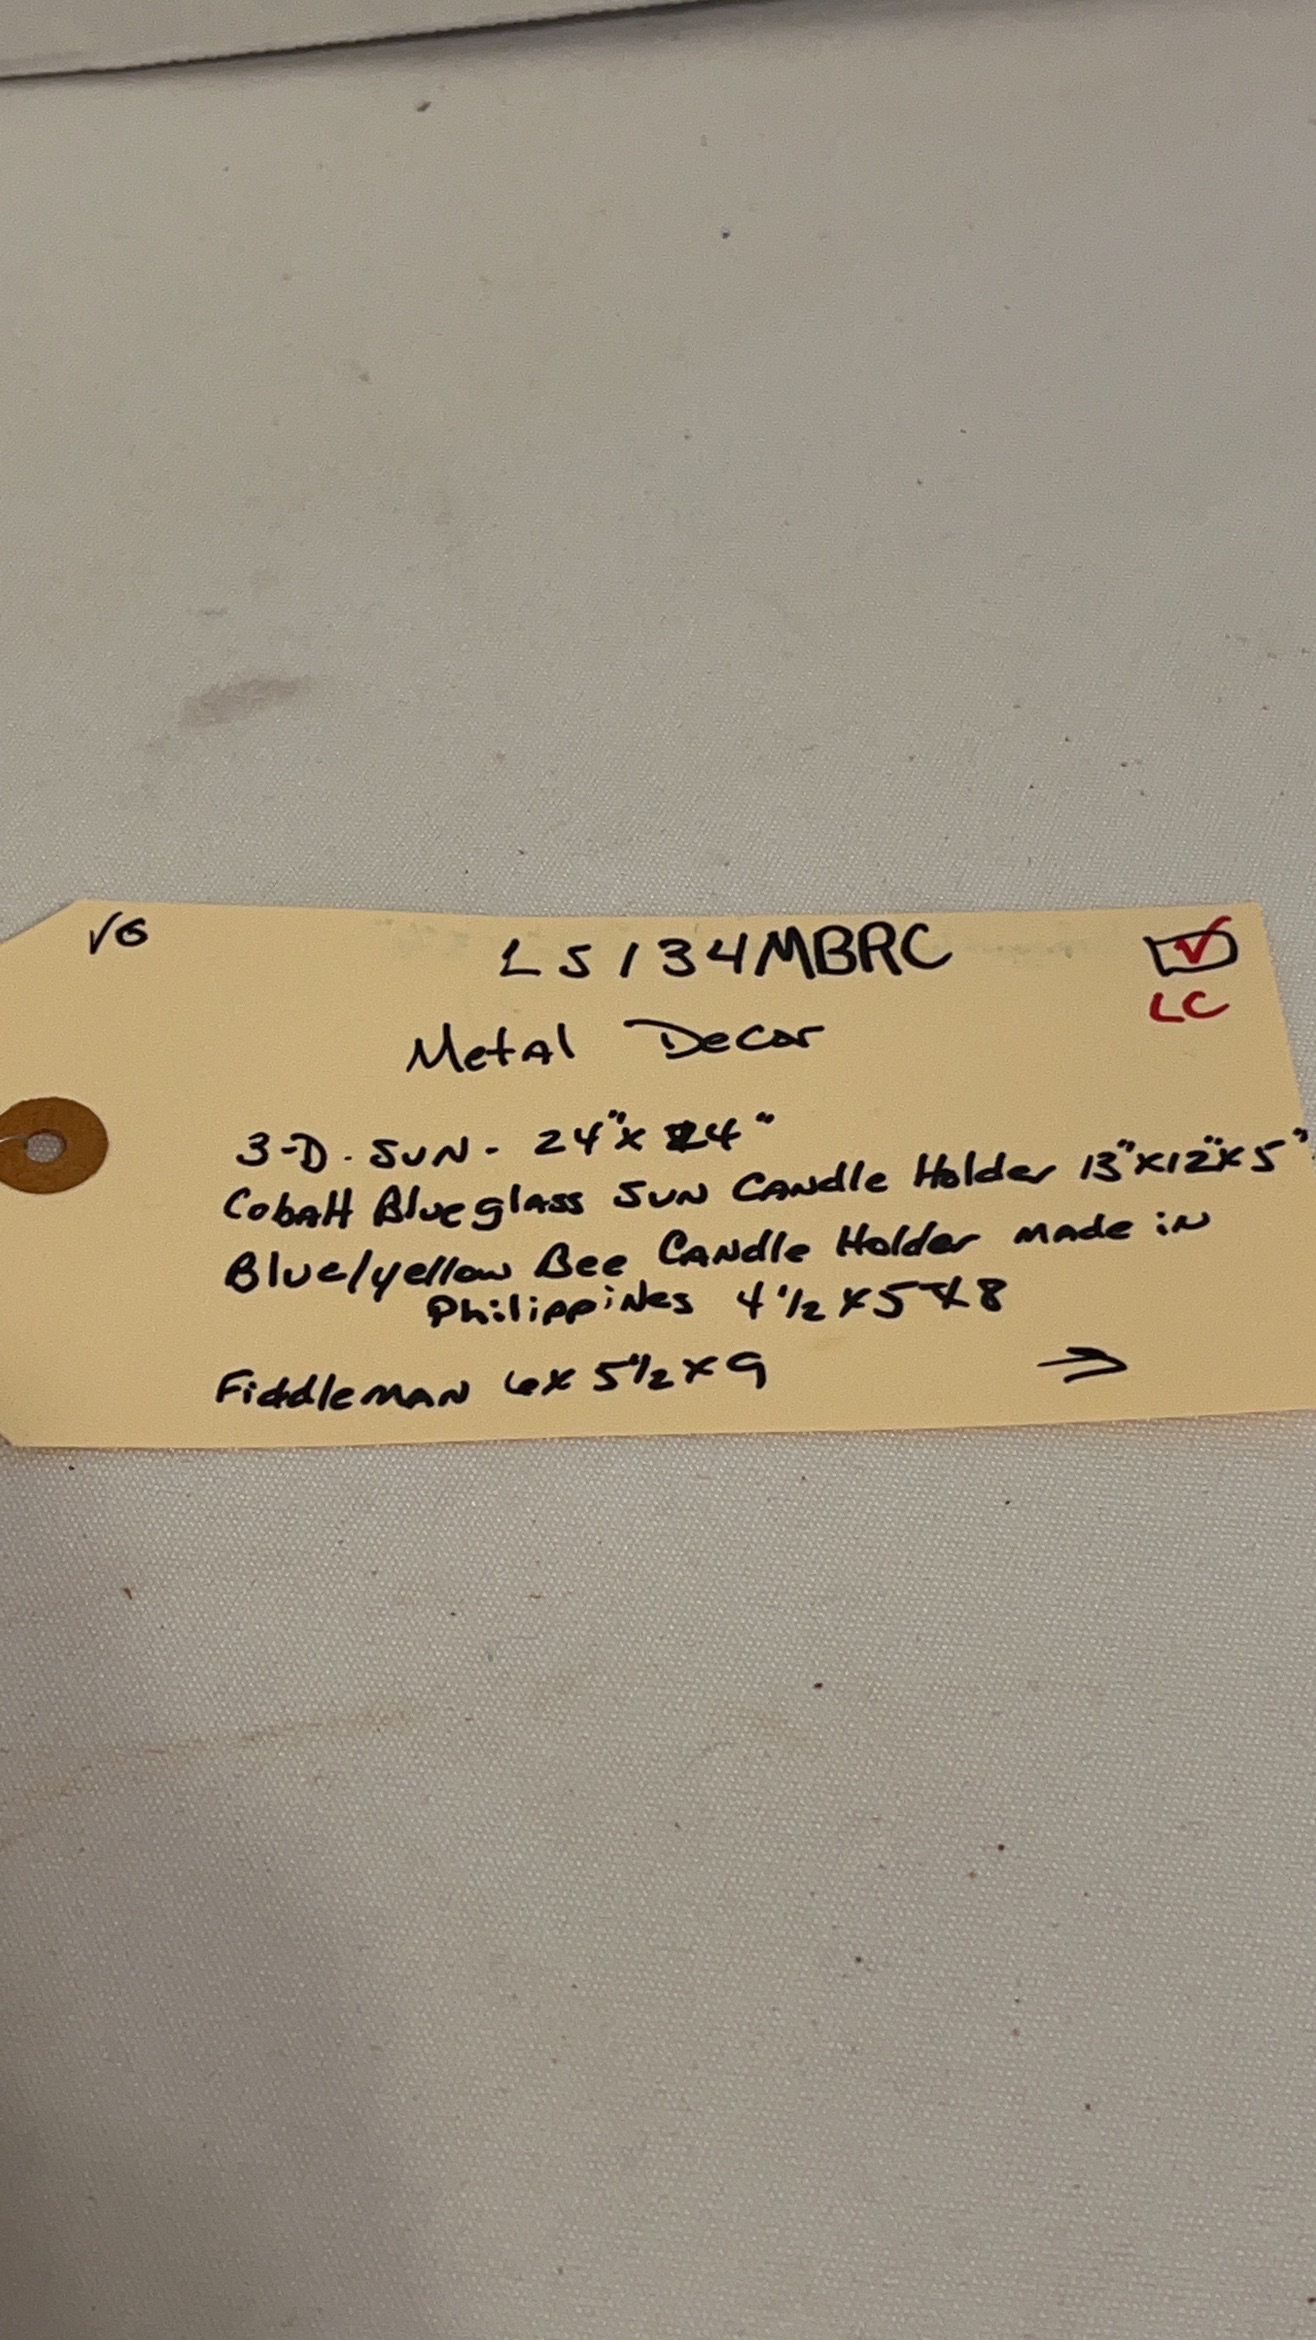 VG
LS134MBRC
LC
Metal Decor
3-D. SUN - 24" x 24"
Cobalt Blue glass SUN CANdle Holder 13"x12"x5"
Blue/yellow Bee CANdle Holder made iN
PhilippiNes 4 1/2 x 5 x 8
FiddlemAN 6x 5 1/2 x 9
→